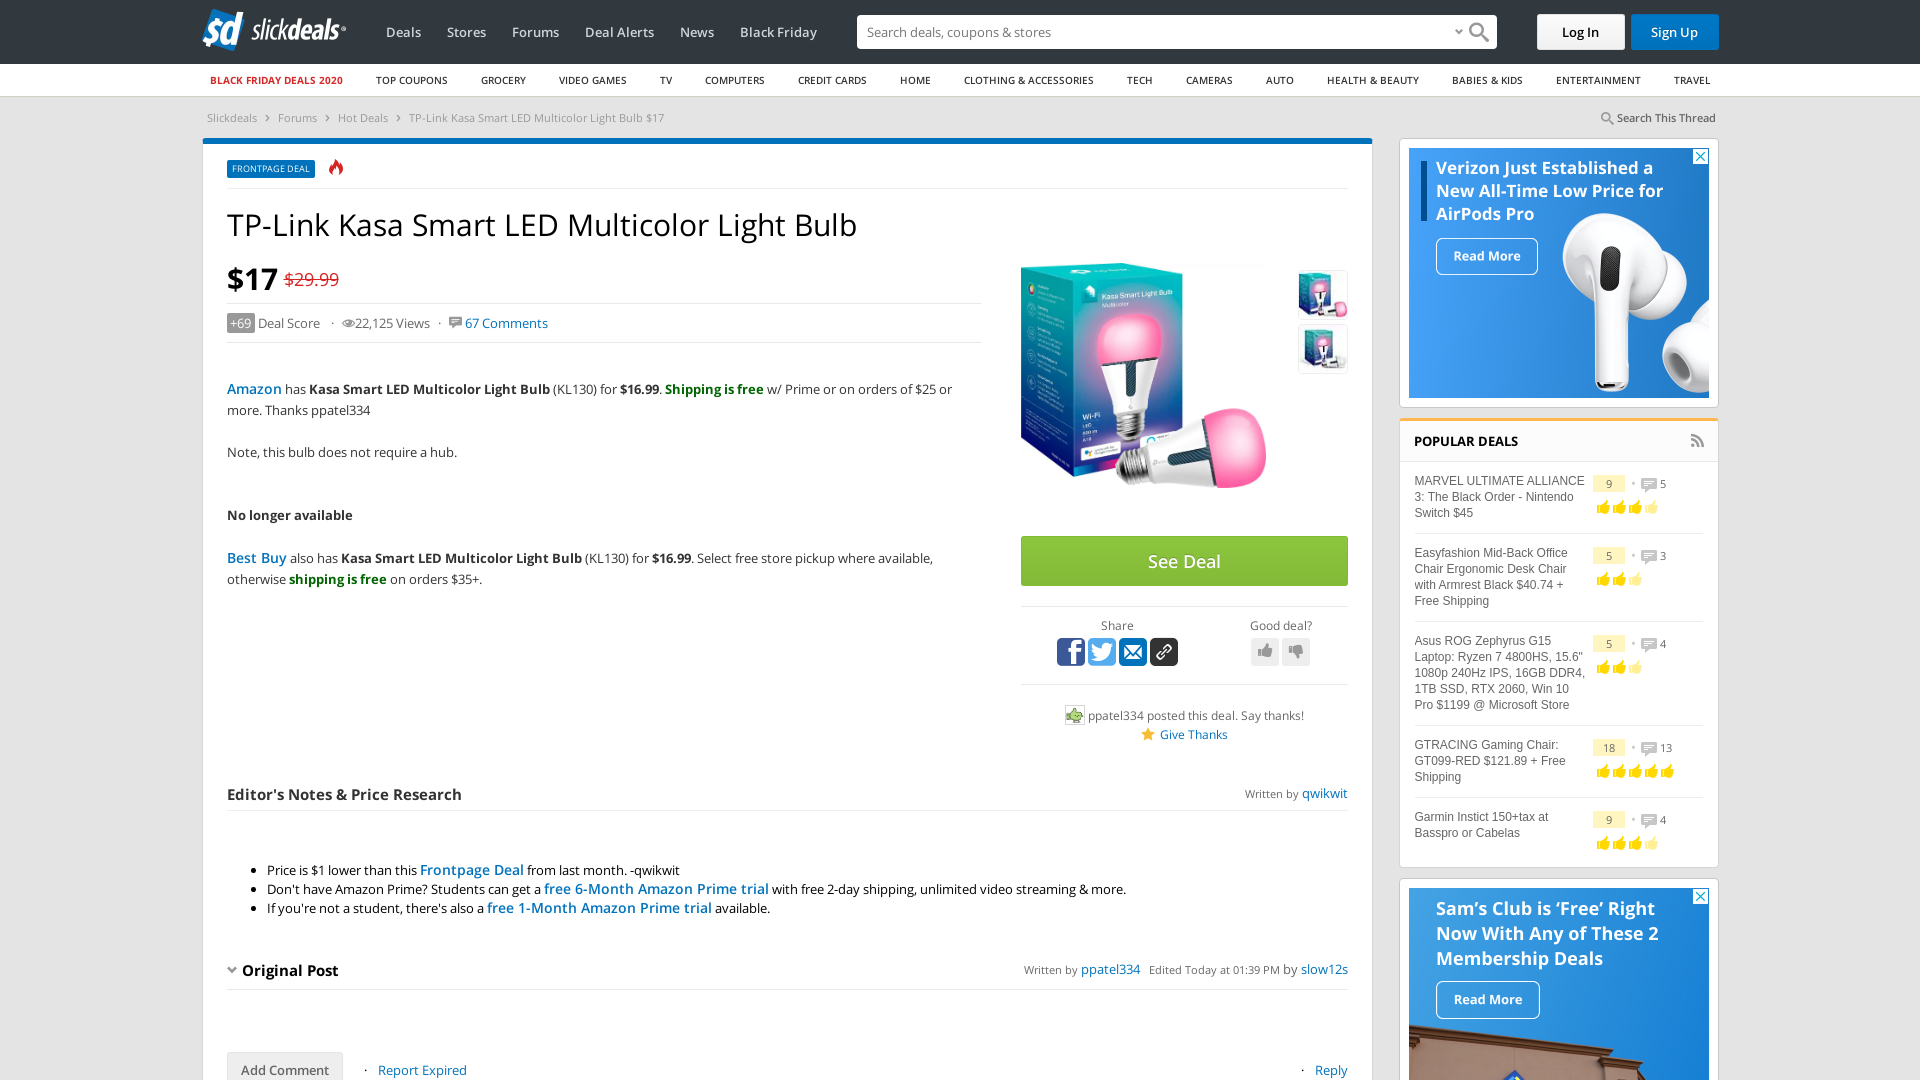 slickdeals
Deals
Stores
Forums
Deal Alerts
News
Black Friday
Search deals, coupons & stores
Log In
Sign Up
BLACK FRIDAY DEALS 2020
TOP COUPONS
GROCERY
VIDEO GAMES
TV
COMPUTERS
CREDIT CARDS
HOME
CLOTHING & ACCESSORIES
TECH
CAMERAS
AUTO
HEALTH & BEAUTY
BABIES & KIDS
ENTERTAINMENT
TRAVEL
Slickdeals › Forums › Hot Deals › TP-Link Kasa Smart LED Multicolor Light Bulb $17
Search This Thread
FRONTPAGE DEAL
TP-Link Kasa Smart LED Multicolor Light Bulb
$17 $29.99
+69 Deal Score · 22,125 Views · 67 Comments
Amazon has Kasa Smart LED Multicolor Light Bulb (KL130) for $16.99. Shipping is free w/ Prime or on orders of $25 or
more. Thanks ppatel334
Note, this bulb does not require a hub.
No longer available
Best Buy also has Kasa Smart LED Multicolor Light Bulb (KL130) for $16.99. Select free store pickup where available,
otherwise shipping is free on orders $35+.
Kasa Smart Light Bulb
Multicolor
Wi-Fi
LED
See Deal
Share
Good deal?
ppatel334 posted this deal. Say thanks!
Give Thanks
Editor's Notes & Price Research
Written by qwikwit
• Price is $1 lower than this Frontpage Deal from last month. -qwikwit
• Don't have Amazon Prime? Students can get a free 6-Month Amazon Prime trial with free 2-day shipping, unlimited video streaming & more.
• If you're not a student, there's also a free 1-Month Amazon Prime trial available.
Original Post
Written by ppatel334 Edited Today at 01:39 PM by slow12s
Add Comment
· Report Expired
· Reply
Verizon Just Established a
New All-Time Low Price for
AirPods Pro
Read More
POPULAR DEALS
MARVEL ULTIMATE ALLIANCE
3: The Black Order - Nintendo
Switch $45
9 • 5
Easyfashion Mid-Back Office
Chair Ergonomic Desk Chair
with Armrest Black $40.74 +
Free Shipping
5 • 3
Asus ROG Zephyrus G15
Laptop: Ryzen 7 4800HS, 15.6"
1080p 240Hz IPS, 16GB DDR4,
1TB SSD, RTX 2060, Win 10
Pro $1199 @ Microsoft Store
5 • 4
GTRACING Gaming Chair:
GT099-RED $121.89 + Free
Shipping
18 • 13
Garmin Instict 150+tax at
Basspro or Cabelas
9 • 4
Sam’s Club is ‘Free’ Right
Now With Any of These 2
Membership Deals
Read More